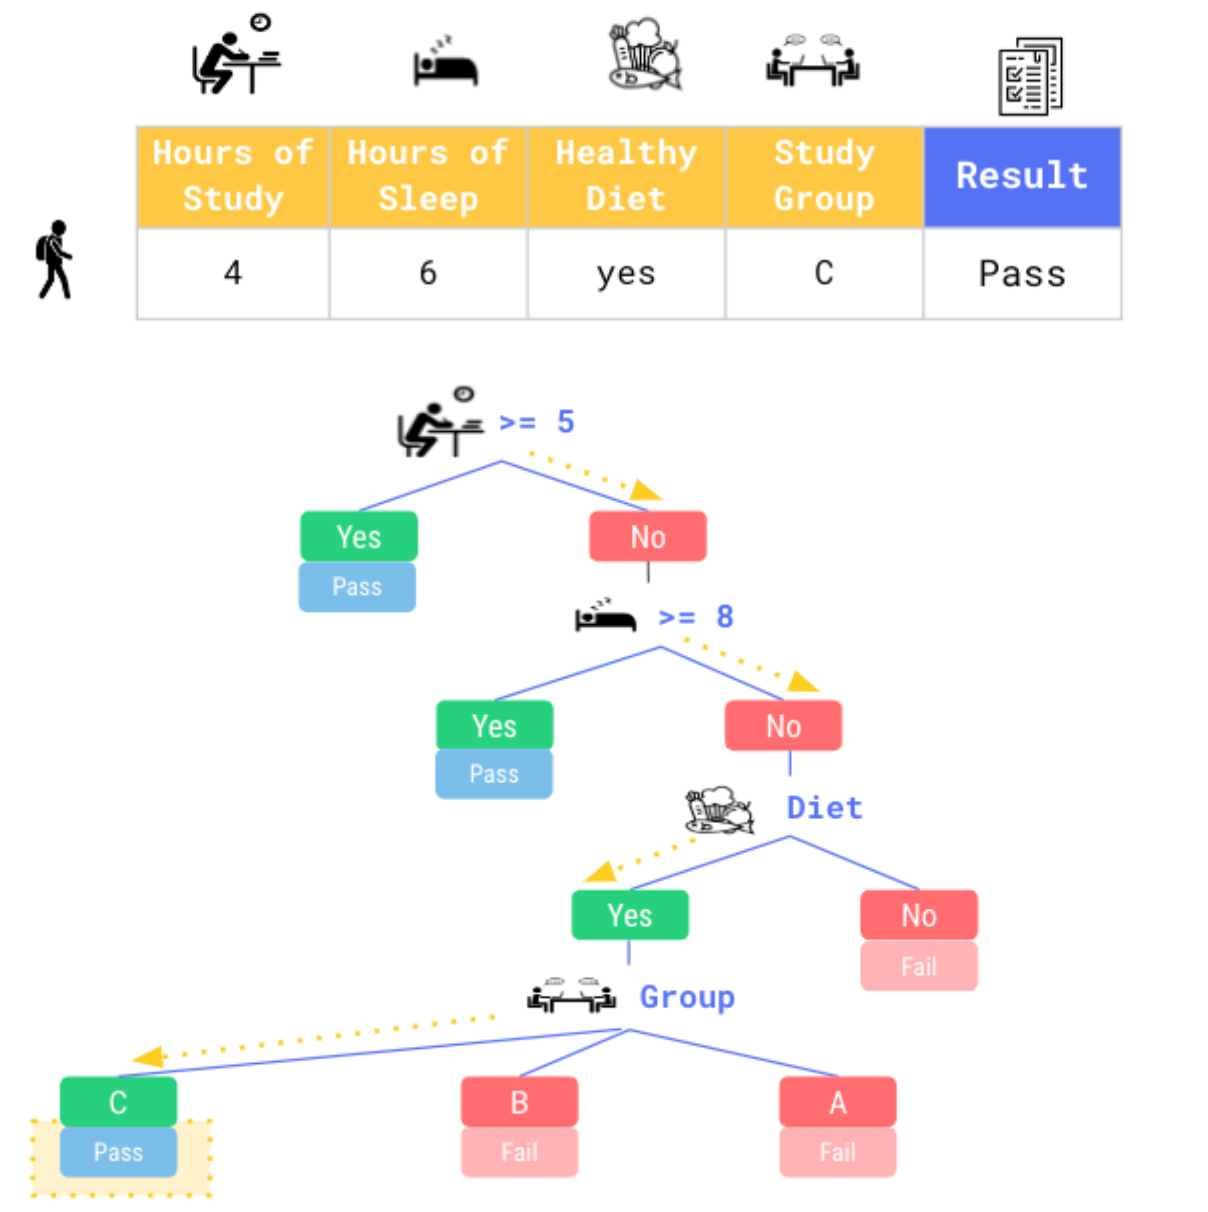 Hours of Study
Hours of Sleep
Healthy Diet
Study Group
Result
4
6
yes
C
Pass
>= 5
Yes
No
Pass
>= 8
Yes
No
Pass
Diet
Yes
No
Fail
Group
C
B
A
Pass
Fail
Fail